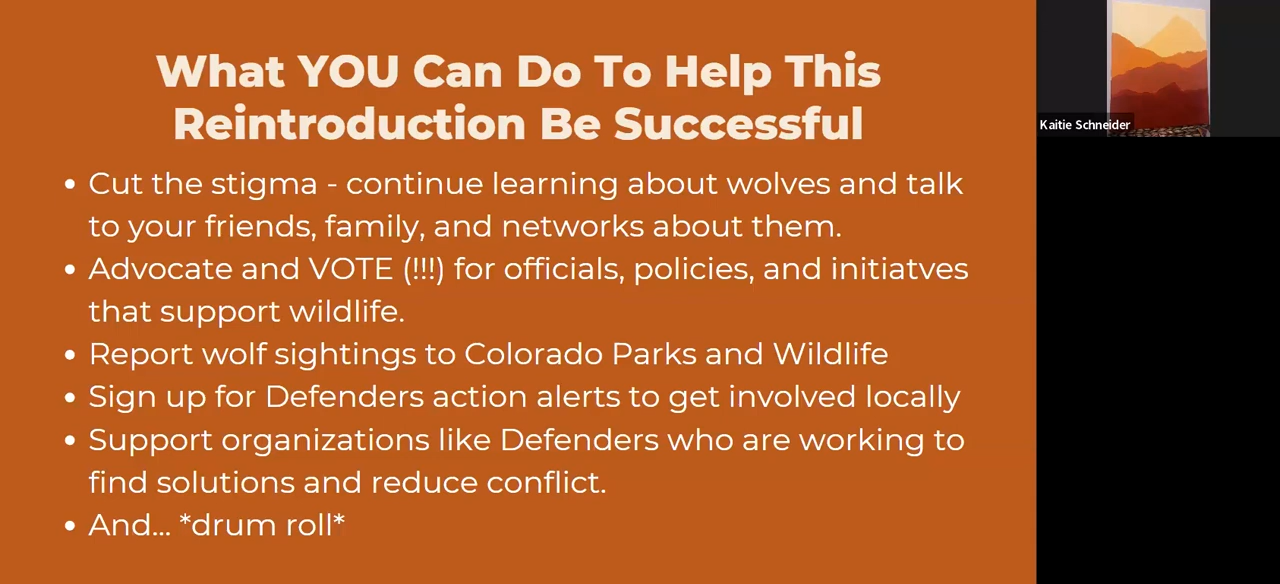 What YOU Can Do To Help This
Reintroduction Be Successful
• Cut the stigma - continue learning about wolves and talk
to your friends, family, and networks about them.
• Advocate and VOTE (!!!) for officials, policies, and initiatves
that support wildlife.
• Report wolf sightings to Colorado Parks and Wildlife
• Sign up for Defenders action alerts to get involved locally
• Support organizations like Defenders who are working to
find solutions and reduce conflict.
• And... *drum roll*
Kaitie Schneider